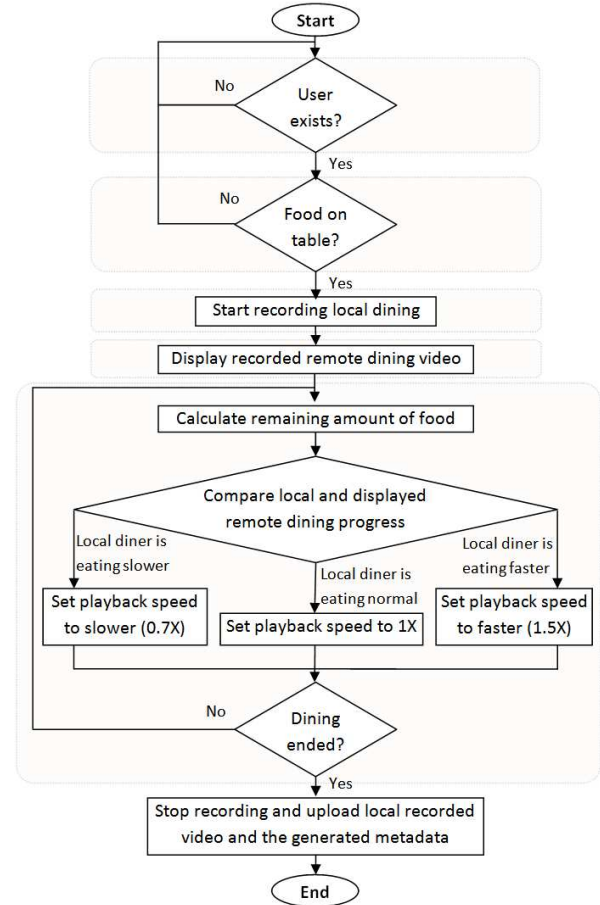 Start
No
User
exists?
Yes
No
Food on
table?
Yes
Start recording local dining
Display recorded remote dining video
Calculate remaining amount of food
Compare local and displayed
remote dining progress
Local diner is
eating slower
Local diner is
eating normal
Local diner is
eating faster
Set playback speed
to slower (0.7X)
Set playback speed to 1X
Set playback speed
to faster (1.5X)
No
Dining
ended?
Yes
Stop recording and upload local recorded
video and the generated metadata
End